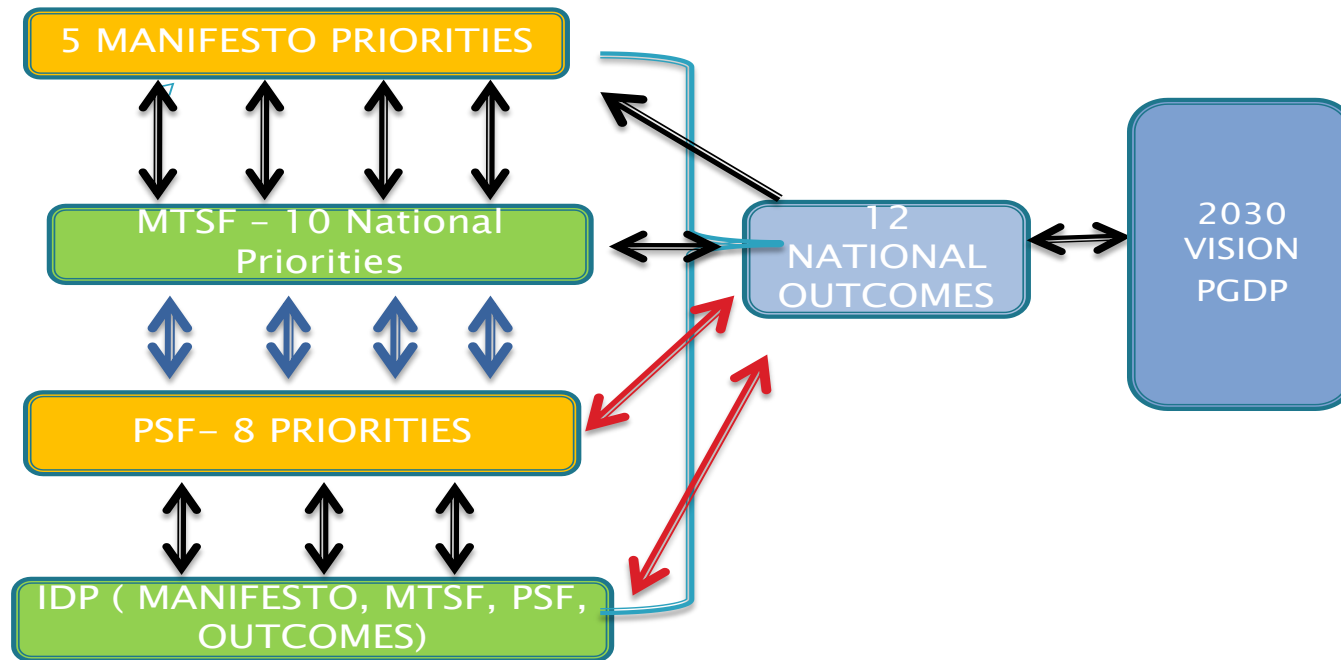 5 MANIFESTO PRIORITIES
MTSF – 10 National
Priorities
PSF– 8 PRIORITIES
IDP ( MANIFESTO, MTSF, PSF,
OUTCOMES)
12
NATIONAL
OUTCOMES
2030
VISION
PGDP